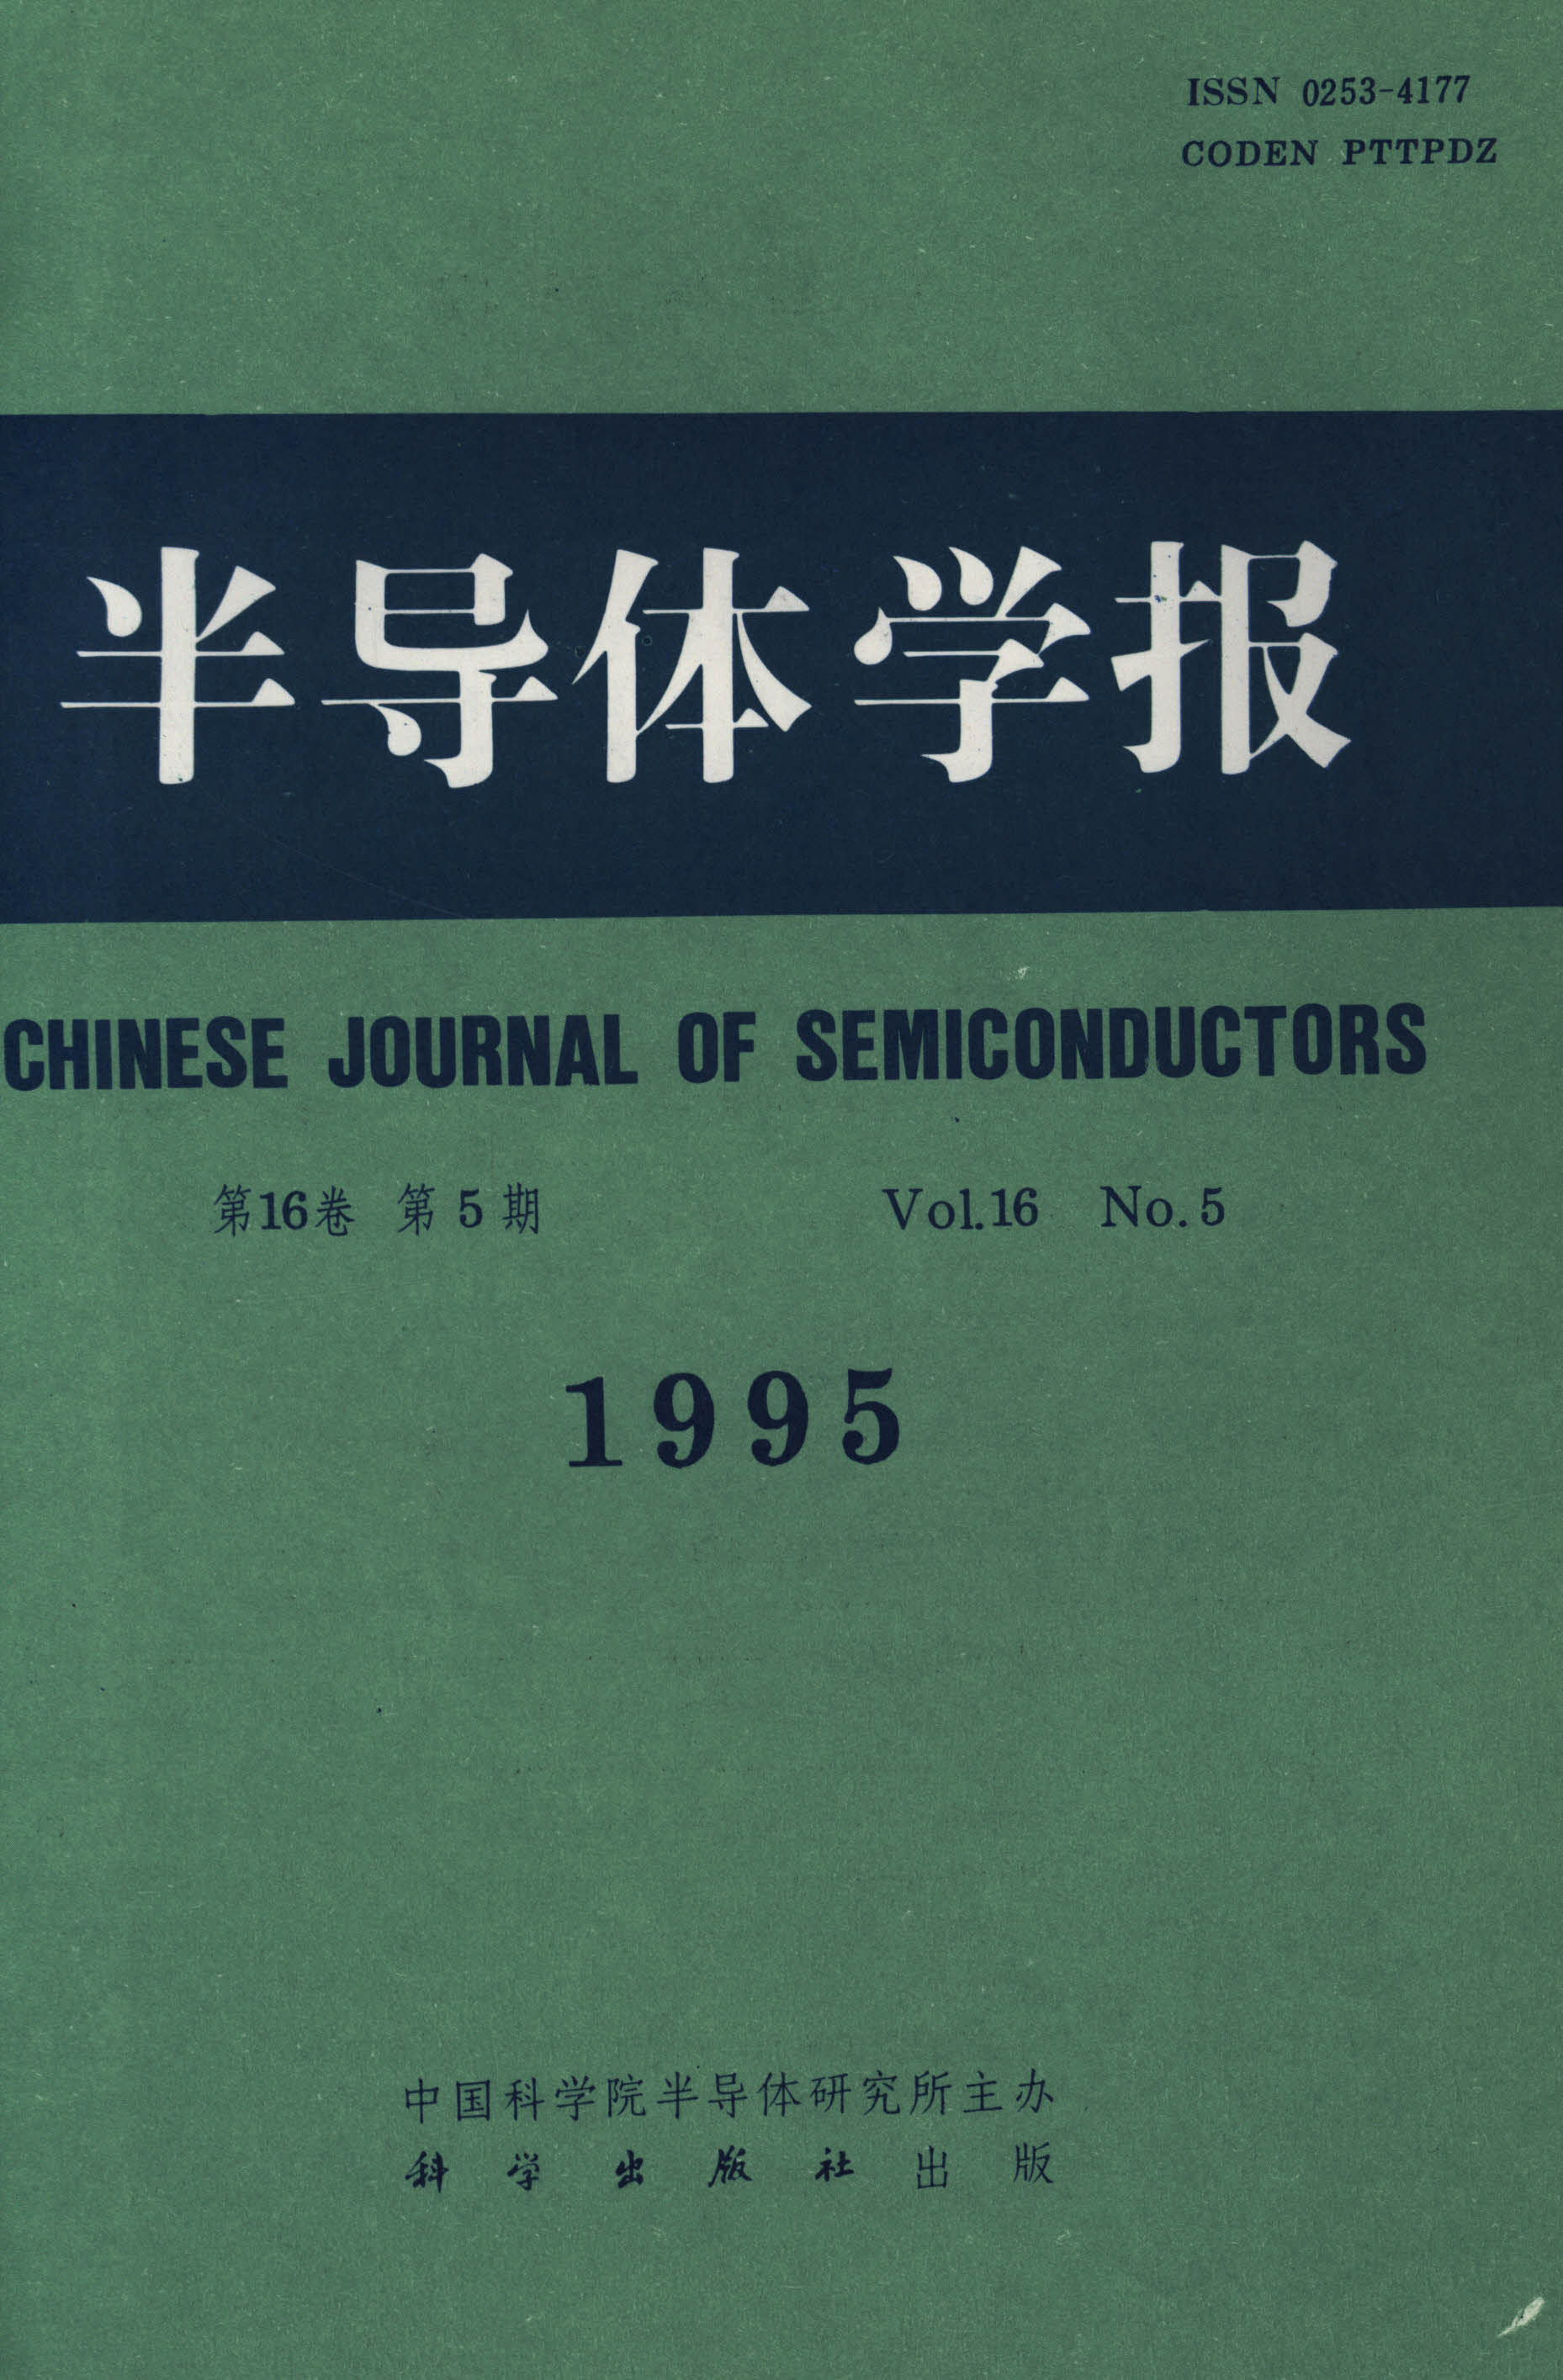 ISSN 0253-4177
CODEN PTTPDZ
半导体学报
CHINESE JOURNAL OF SEMICONDUCTORS
第16卷 第5期 Vol.16 No.5
1995
中国科学院半导体研究所主办
科学出版社出版